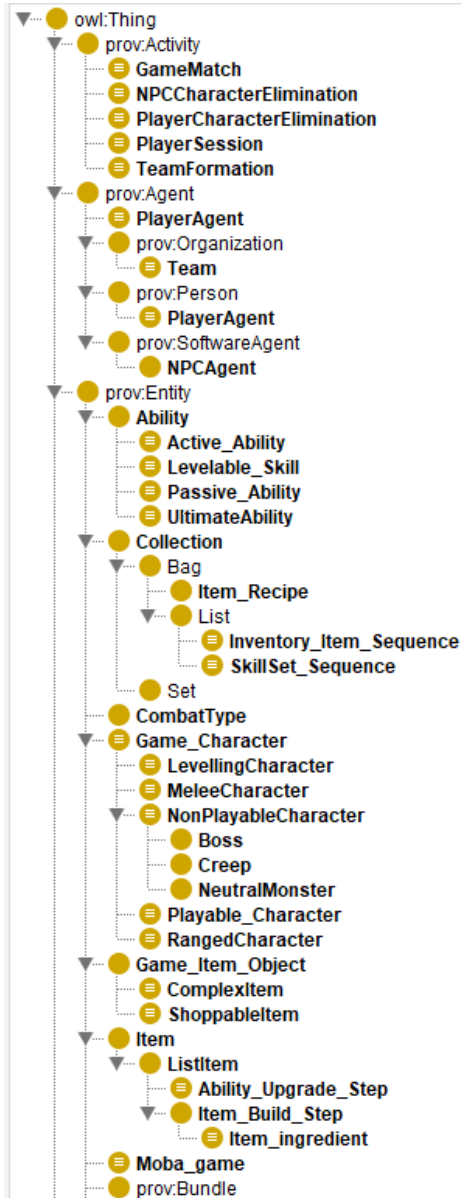 owl:Thing
prov:Activity
GameMatch
NPCCharacterElimination
PlayerCharacterElimination
PlayerSession
TeamFormation
prov:Agent
PlayerAgent
prov:Organization
Team
prov:Person
PlayerAgent
prov:SoftwareAgent
NPCAgent
prov:Entity
Ability
Active_Ability
Levelable_Skill
Passive_Ability
UltimateAbility
Collection
Bag
Item_Recipe
List
Inventory_Item_Sequence
SkillSet_Sequence
Set
CombatType
Game_Character
LevellingCharacter
MeleeCharacter
NonPlayableCharacter
Boss
Creep
NeutralMonster
Playable_Character
RangedCharacter
Game_Item_Object
ComplexItem
ShoppableItem
Item
ListItem
Ability_Upgrade_Step
Item_Build_Step
Item_ingredient
Moba_game
prov:Bundle